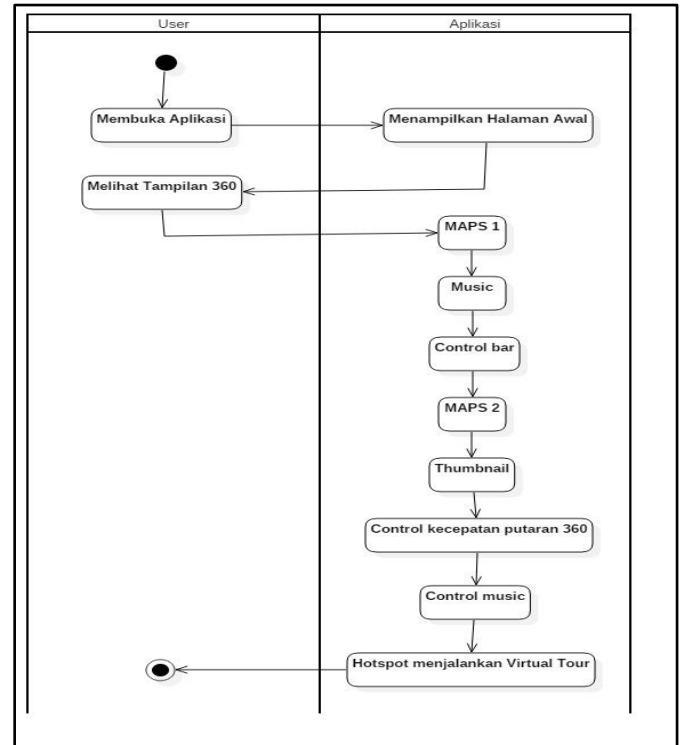 User
Aplikasi
Membuka Aplikasi
Menampilkan Halaman Awal
Melihat Tampilan 360
MAPS 1
Music
Control bar
MAPS 2
Thumbnail
Control kecepatan putaran 360
Control music
Hotspot menjalankan Virtual Tour